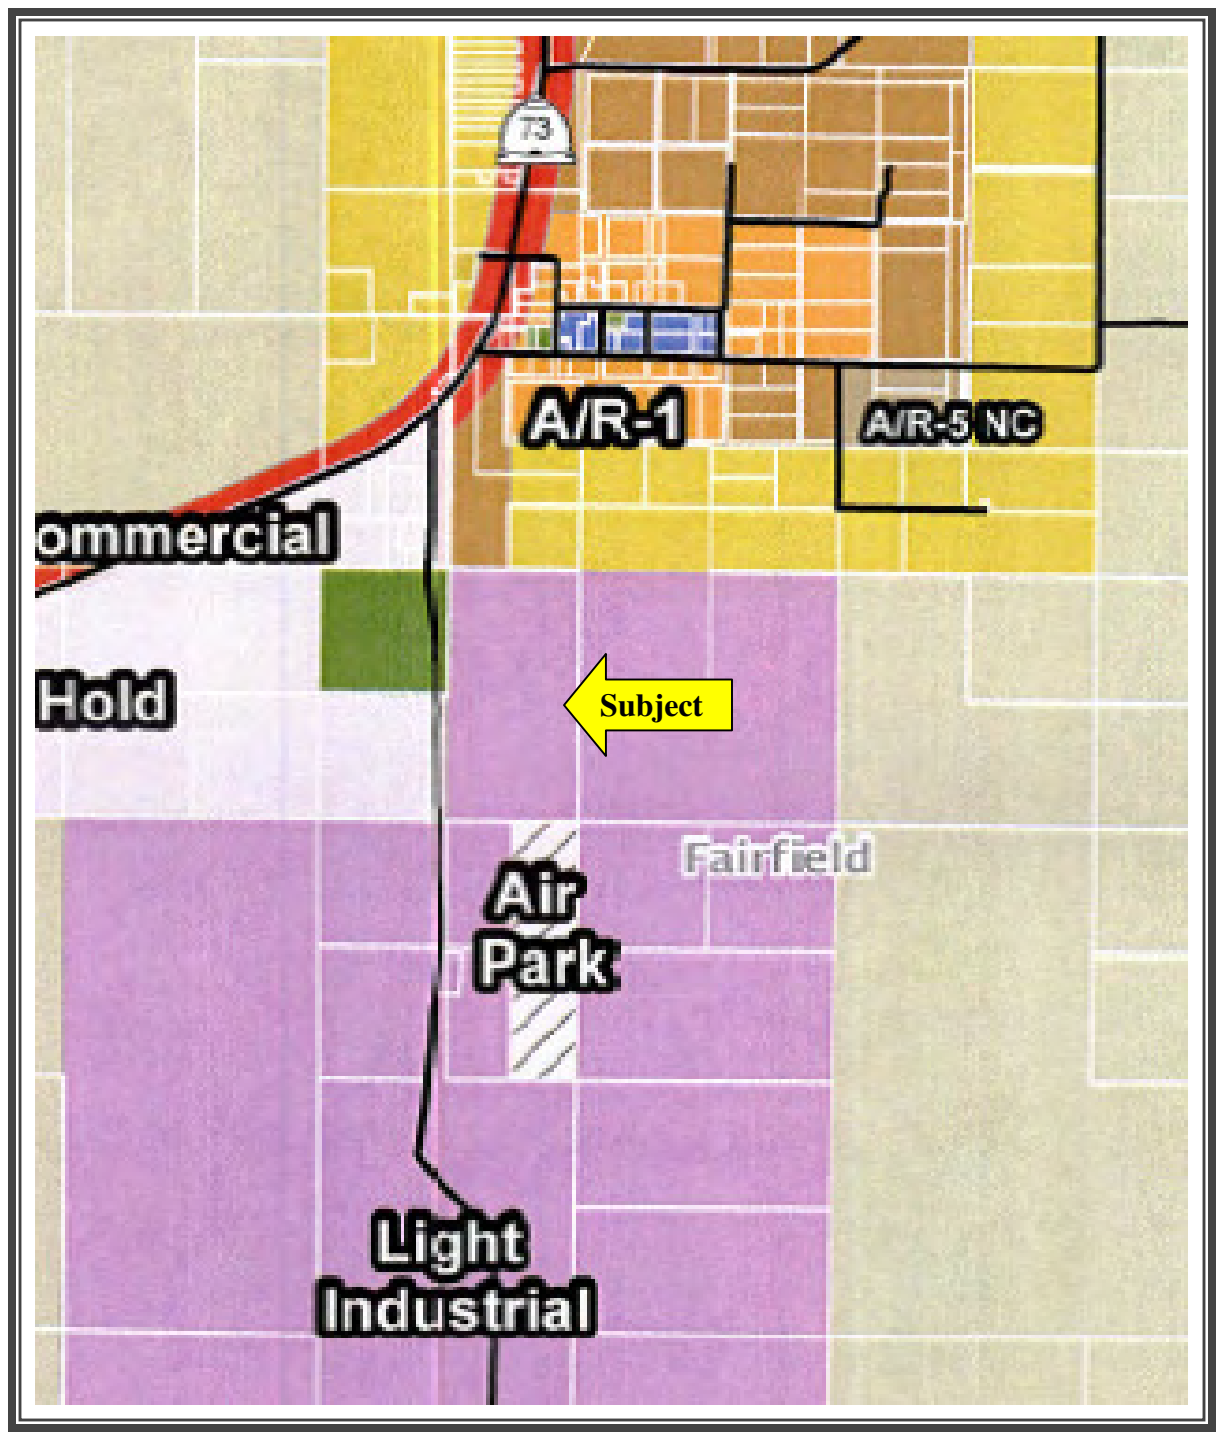 73
A/R-1
A/R-5 NC
ommercial
Hold
Subject
Fairfield
Air
Park
Light
Industrial